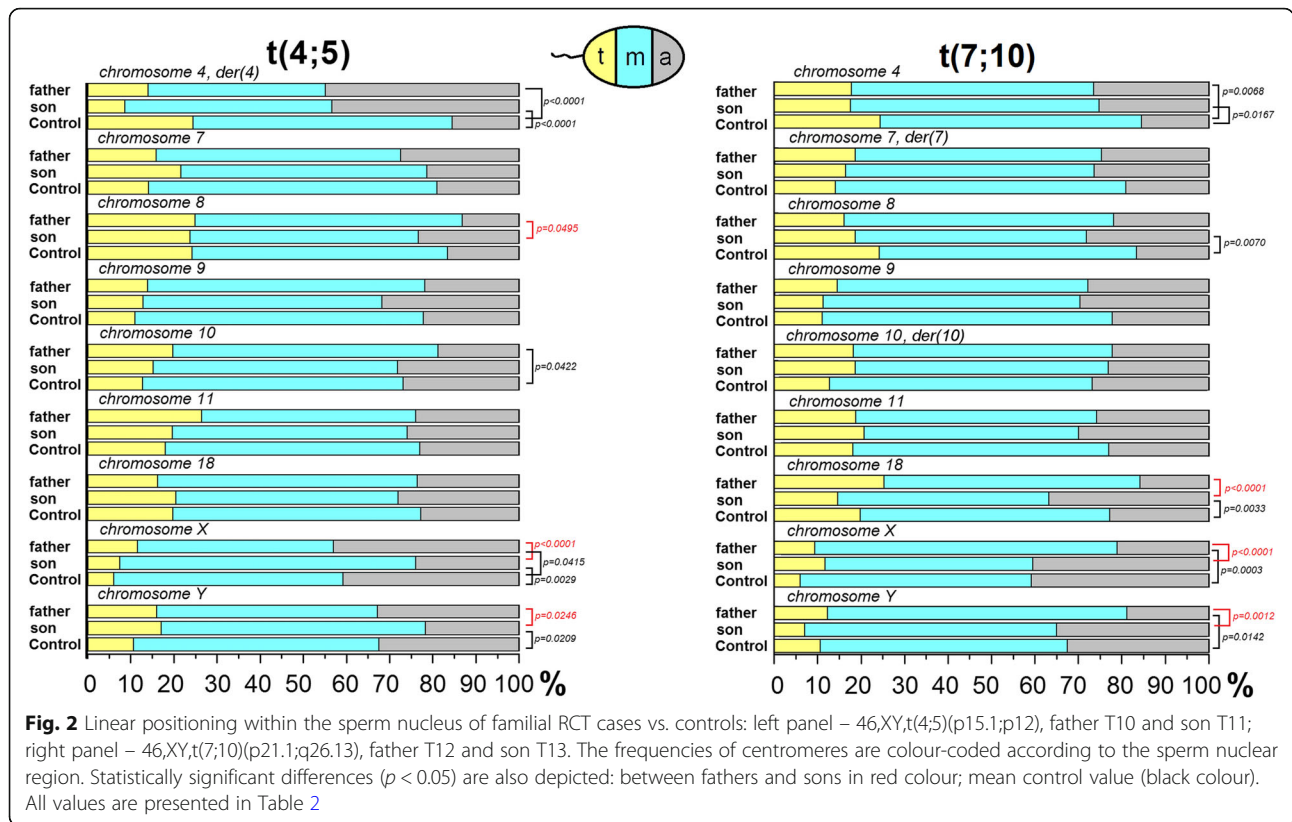 t(4;5)
t m a
t(7;10)
chromosome 4, der(4)
father
son
Control
p<0.0001
p<0.0001
chromosome 7
father
son
Control
chromosome 8
father
son
Control
p=0.0495
chromosome 9
father
son
Control
chromosome 10
father
son
Control
p=0.0422
chromosome 11
father
son
Control
chromosome 18
father
son
Control
chromosome X
father
son
Control
p<0.0001
p=0.0415
p=0.0029
chromosome Y
father
son
Control
p=0.0246
p=0.0209
0 10 20 30 40 50 60 70 80 90 100 %
chromosome 4
father
son
Control
p=0.0068
p=0.0167
chromosome 7, der(7)
father
son
Control
chromosome 8
father
son
Control
p=0.0070
chromosome 9
father
son
Control
chromosome 10, der(10)
father
son
Control
chromosome 11
father
son
Control
chromosome 18
father
son
Control
p<0.0001
p=0.0033
chromosome X
father
son
Control
p<0.0001
p=0.0003
chromosome Y
father
son
Control
p=0.0012
p=0.0142
0 10 20 30 40 50 60 70 80 90 100 %
Fig. 2 Linear positioning within the sperm nucleus of familial RCT cases vs. controls: left panel – 46,XY,t(4;5)(p15.1;p12), father T10 and son T11;
right panel – 46,XY,t(7;10)(p21.1;q26.13), father T12 and son T13. The frequencies of centromeres are colour-coded according to the sperm nuclear
region. Statistically significant differences (p < 0.05) are also depicted: between fathers and sons in red colour; mean control value (black colour).
All values are presented in Table 2